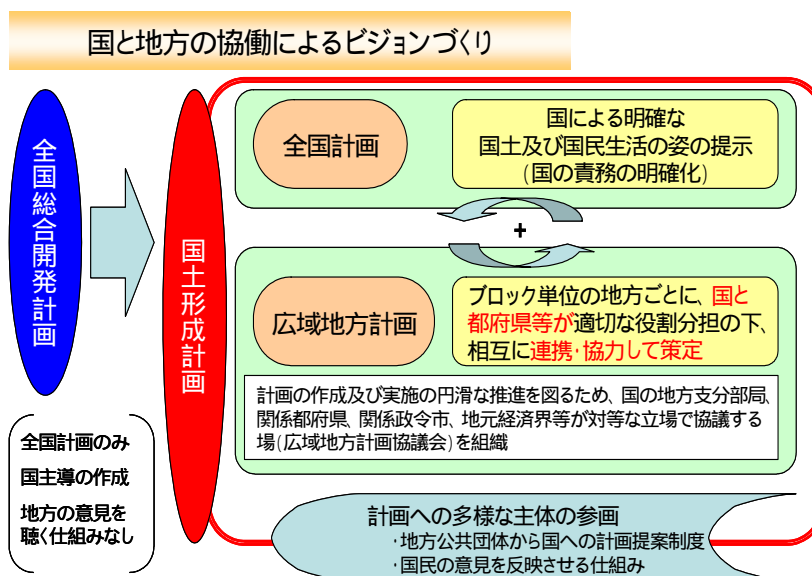 国と地方の協働によるビジョンづくり
全国総合開発計画
全国計画のみ
国主導の作成
地方の意見を
聴く仕組みなし
国土形成計画
全国計画
国による明確な
国土及び国民生活の姿の提示
(国の責務の明確化)
+
広域地方計画
ブロック単位の地方ごとに、国と
都府県等が適切な役割分担の下、
相互に連携・協力して策定
計画の作成及び実施の円滑な推進を図るため、国の地方支分部局、
関係都府県、関係政令市、地元経済界等が対等な立場で協議する
場(広域地方計画協議会)を組織
計画への多様な主体の参画
・地方公共団体から国への計画提案制度
・国民の意見を反映させる仕組み